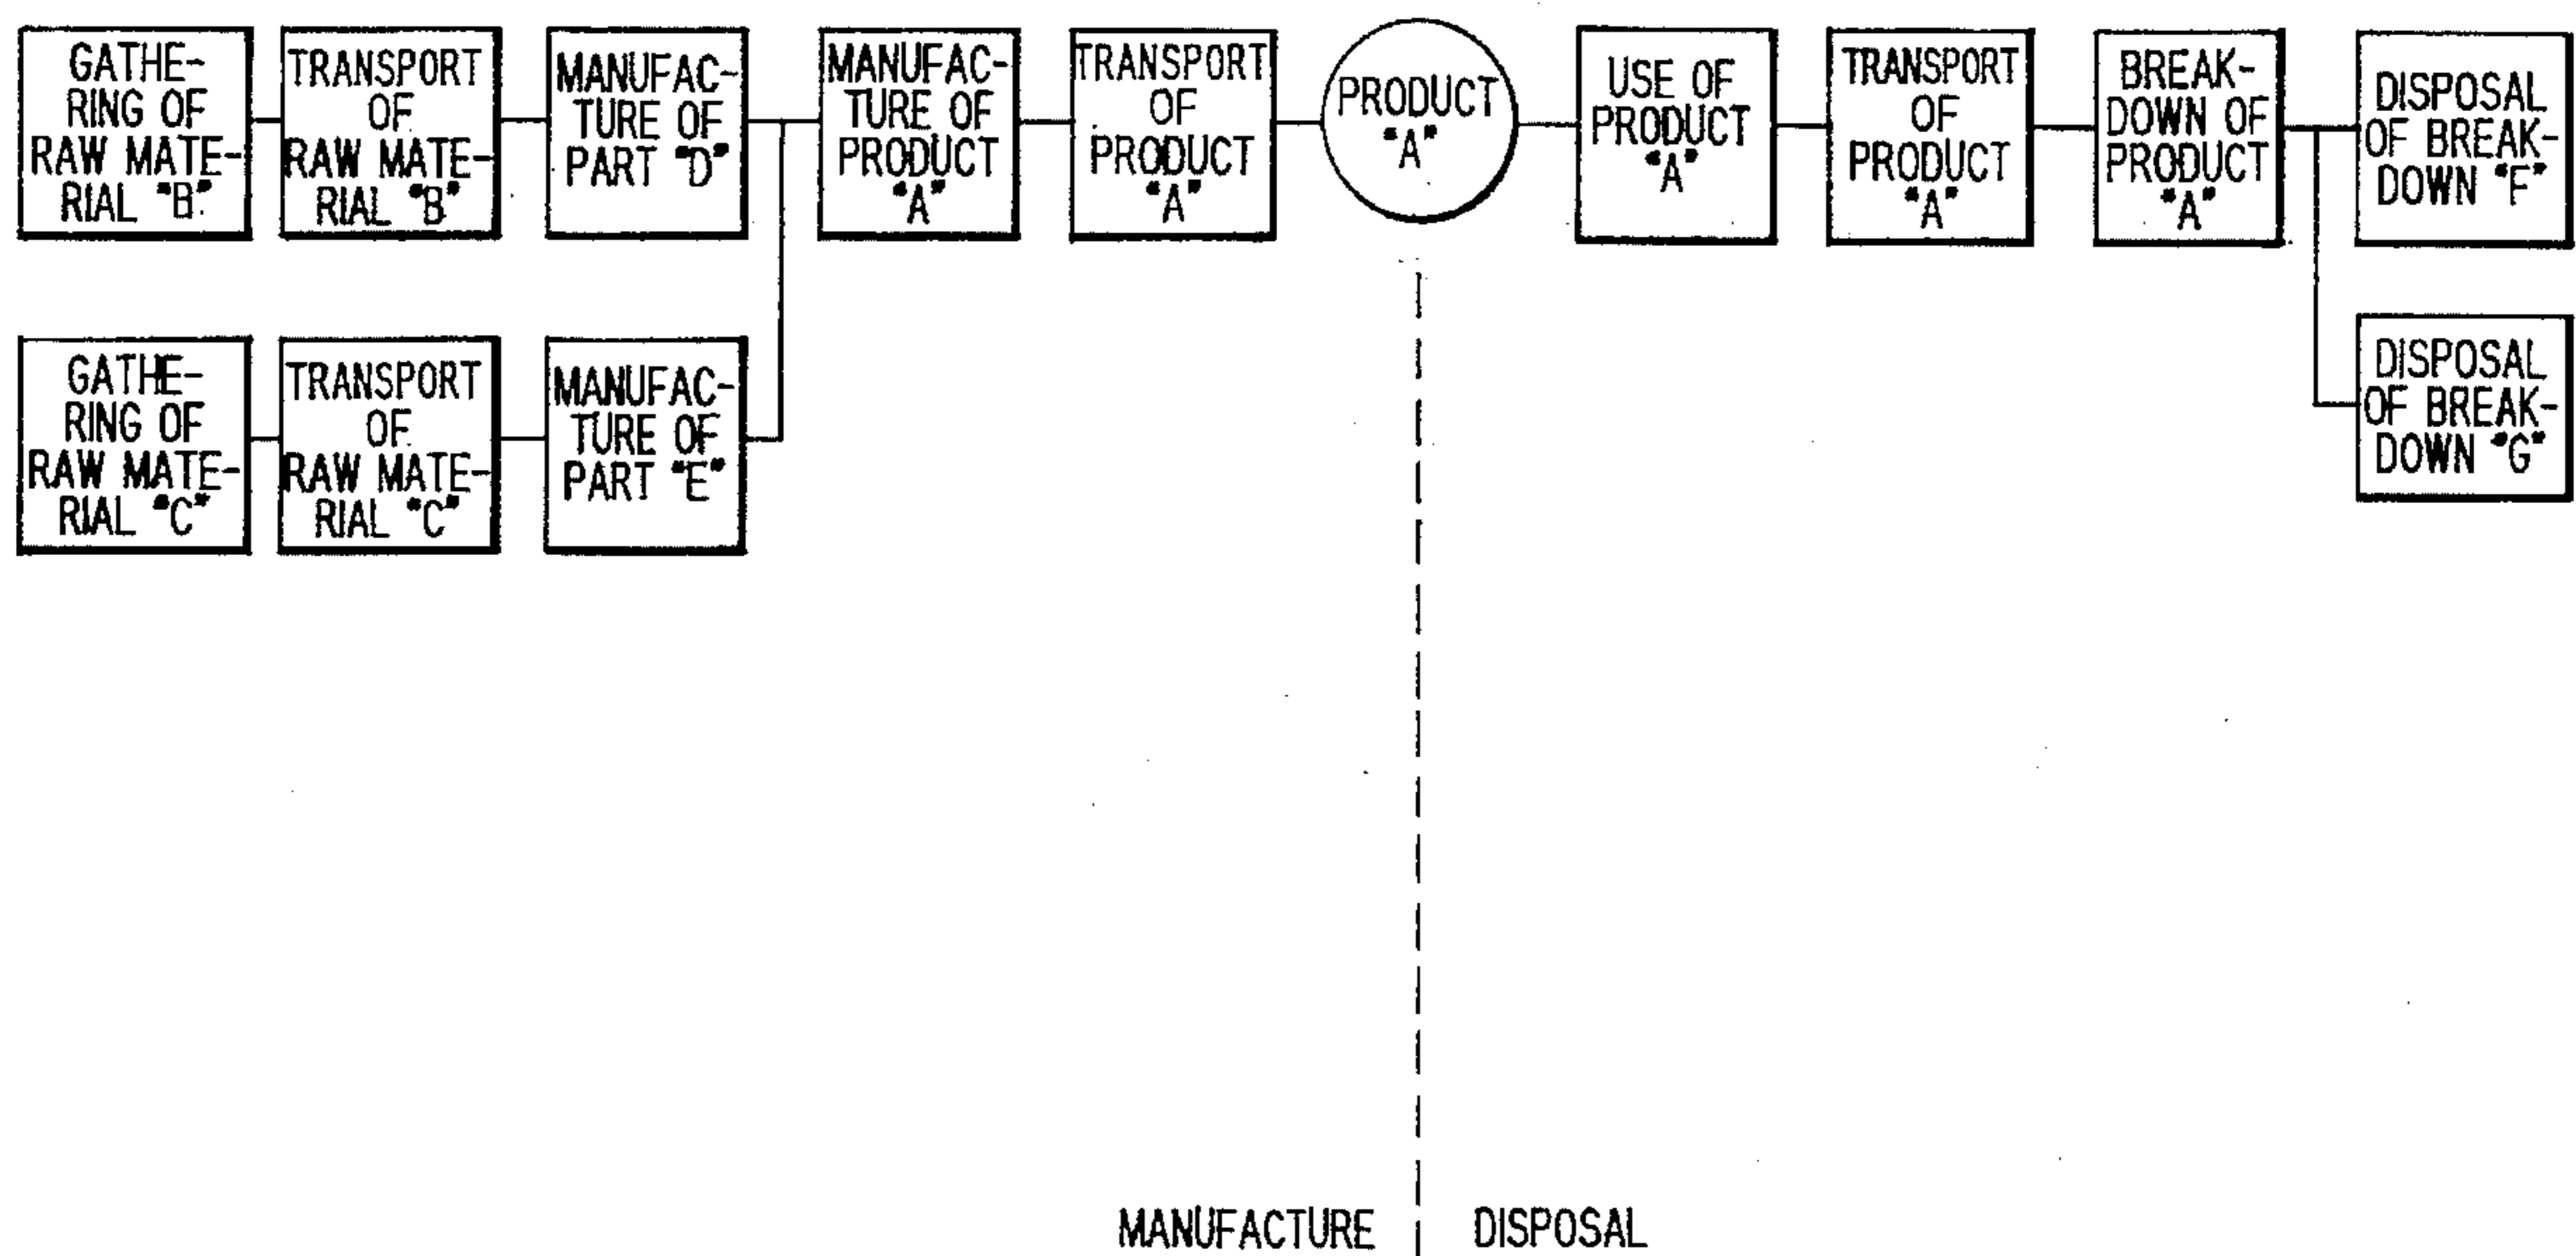 GATHE-
RING OF
RAW MATE-
RIAL "B"
TRANSPORT
OF
RAW MATE-
RIAL "B"
MANUFAC-
TURE OF
PART "D"
MANUFAC-
TURE OF
PRODUCT
"A"
TRANSPORT
OF
PRODUCT
"A"
PRODUCT
"A"
USE OF
PRODUCT
"A"
TRANSPORT
OF
PRODUCT
"A"
BREAK-
DOWN OF
PRODUCT
"A"
DISPOSAL
OF BREAK-
DOWN "F"
GATHE-
RING OF
RAW MATE-
RIAL "C"
TRANSPORT
OF
RAW MATE-
RIAL "C"
MANUFAC-
TURE OF
PART "E"
DISPOSAL
OF BREAK-
DOWN "G"
MANUFACTURE
DISPOSAL